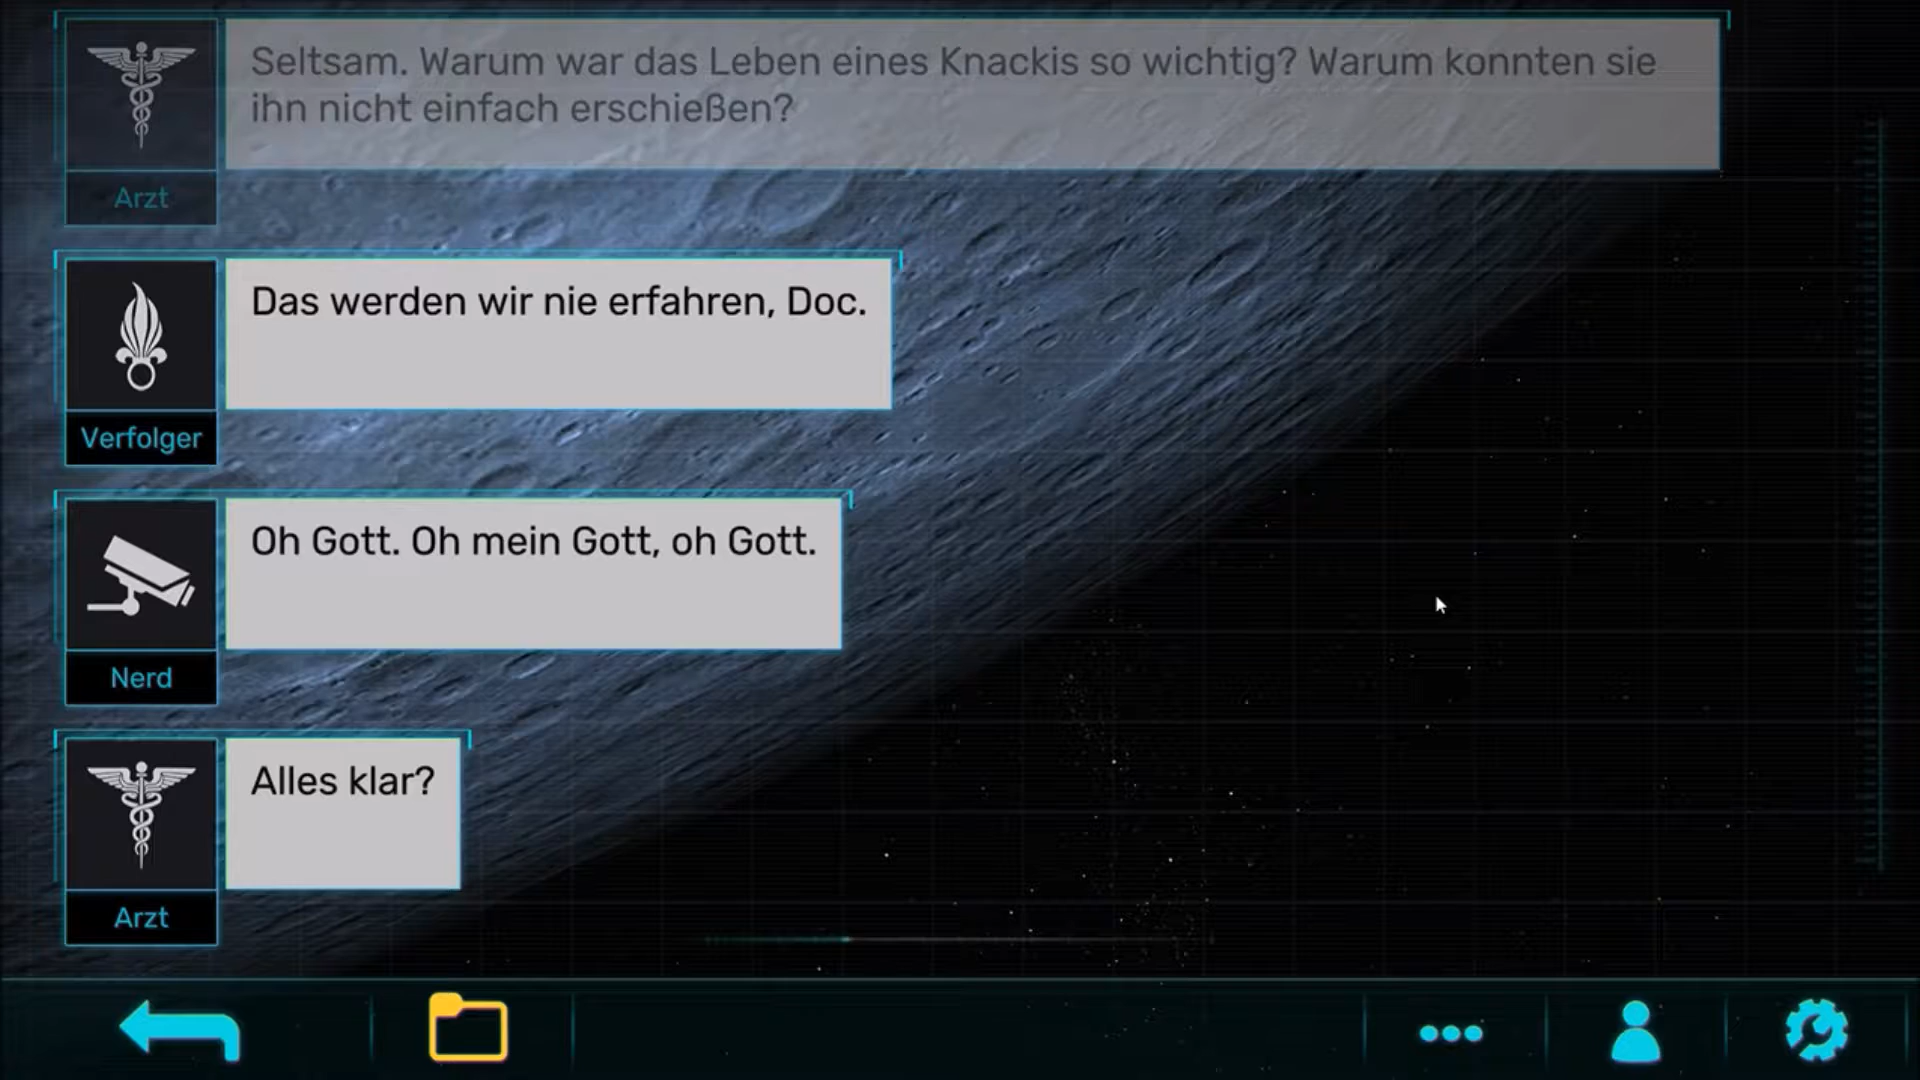 Seltsam. Warum war das Leben eines Knackis so wichtig? Warum konnten sie
ihn nicht einfach erschießen?
Arzt
Das werden wir nie erfahren, Doc.
Verfolger
Oh Gott. Oh mein Gott, oh Gott.
Nerd
Alles klar?
Arzt